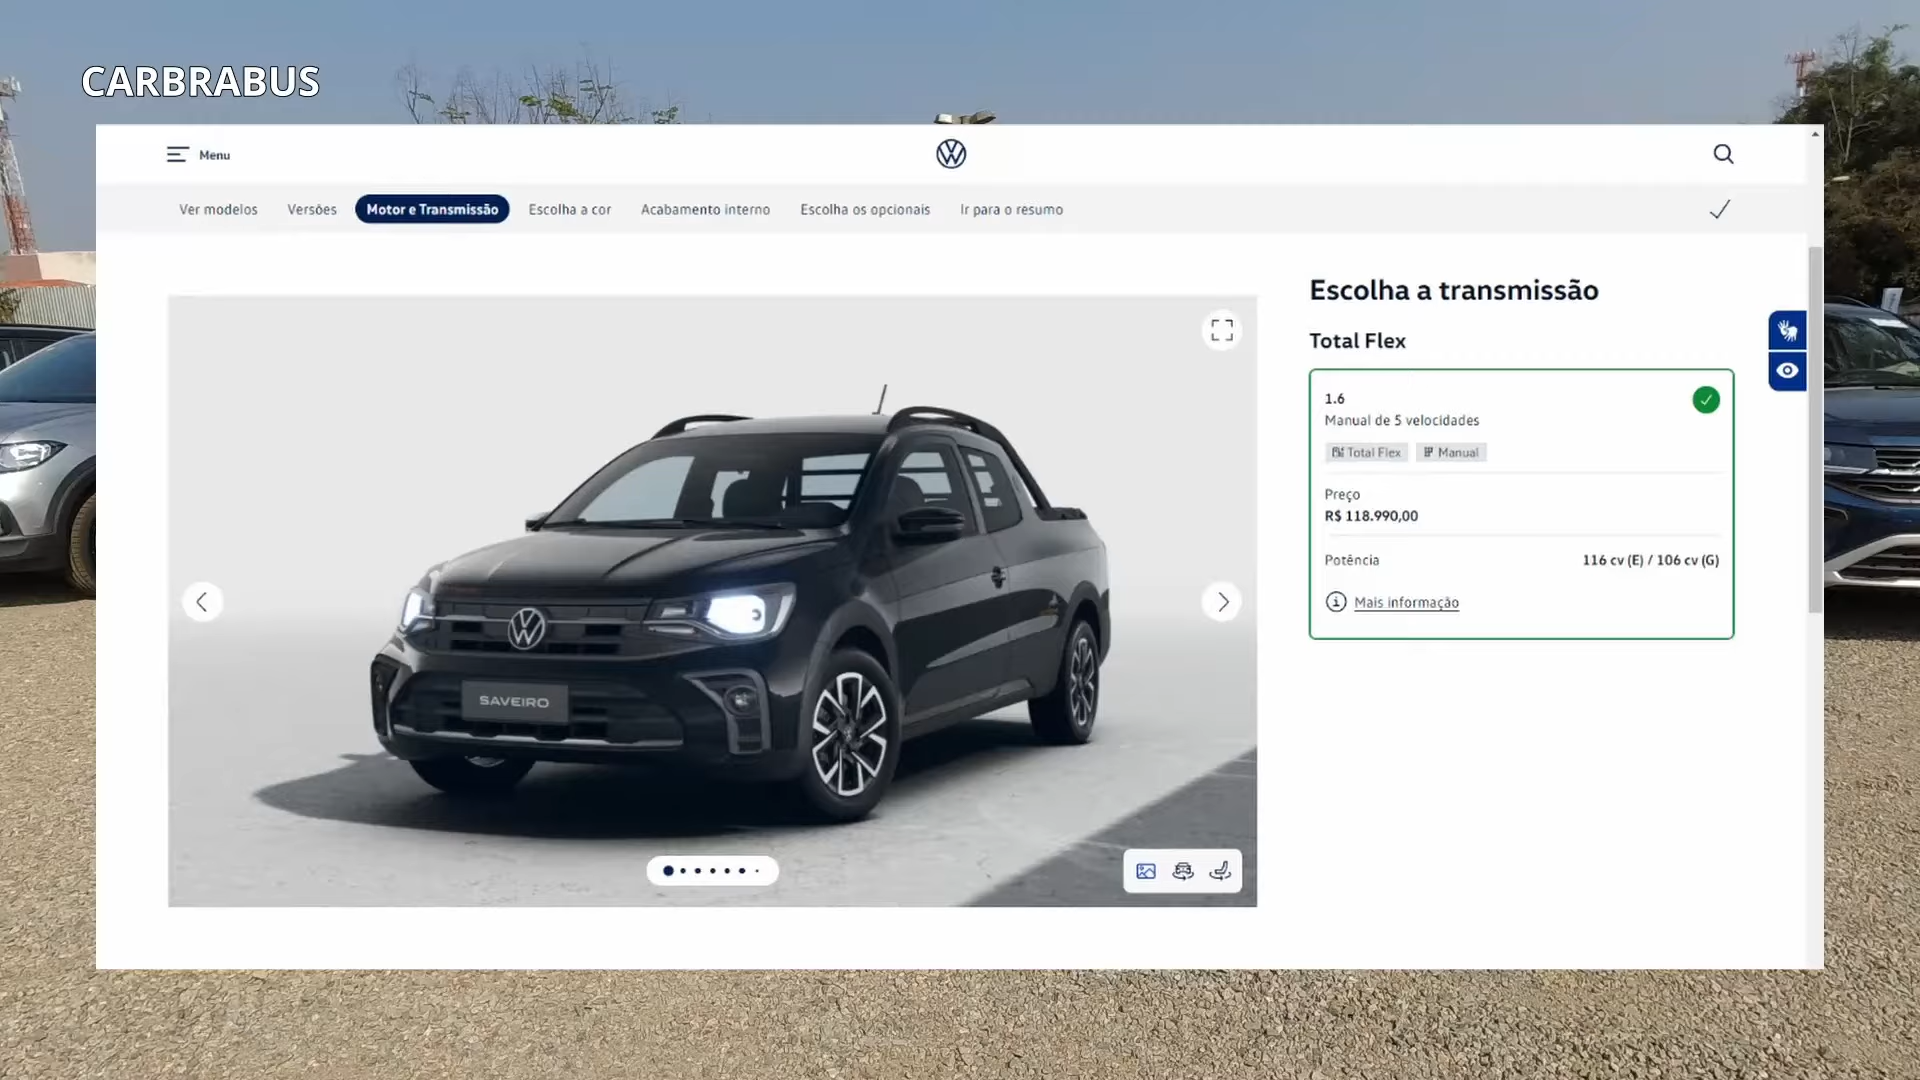 CARBRABUS
Menu
Ver modelos Versões Motor e Transmissão Escolha a cor Acabamento interno Escolha os opcionais Ir para o resumo
Escolha a transmissão
Total Flex
1.6
Manual de 5 velocidades
Total Flex Manual
Preço
R$ 118.990,00
Potência 116 cv (E) / 106 cv (G)
Mais informação
SAVEIRO